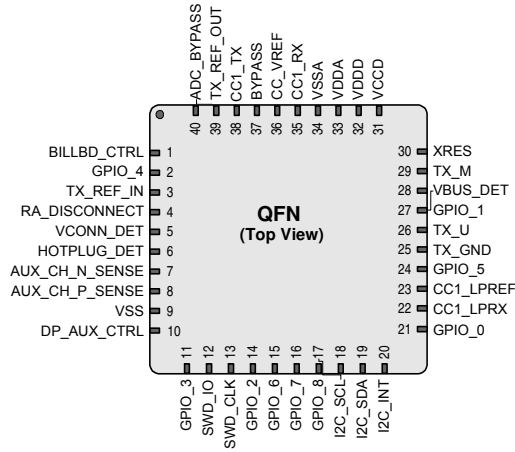 40 ADC_BYPASS
39 TX_REF_OUT
38 CC1_TX
37 BYPASS
36 CC_VREF
35 CC1_RX
34 VSSA
33 VDDA
32 VDDD
31 VCCD
BILLBD_CTRL 1
GPIO_4 2
TX_REF_IN 3
RA_DISCONNECT 4
VCONN_DET 5
HOTPLUG_DET 6
AUX_CH_N_SENSE 7
AUX_CH_P_SENSE 8
VSS 9
DP_AUX_CTRL 10
QFN
(Top View)
30 XRES
29 TX_M
28 VBUS_DET
27 GPIO_1
26 TX_U
25 TX_GND
24 GPIO_5
23 CC1_LPREF
22 CC1_LPRX
21 GPIO_0
GPIO_3 11
SWD_IO 12
SWD_CLK 13
GPIO_2 14
GPIO_6 15
GPIO_7 16
GPIO_8 17
I2C_SCL 18
I2C_SDA 19
I2C_INT 20